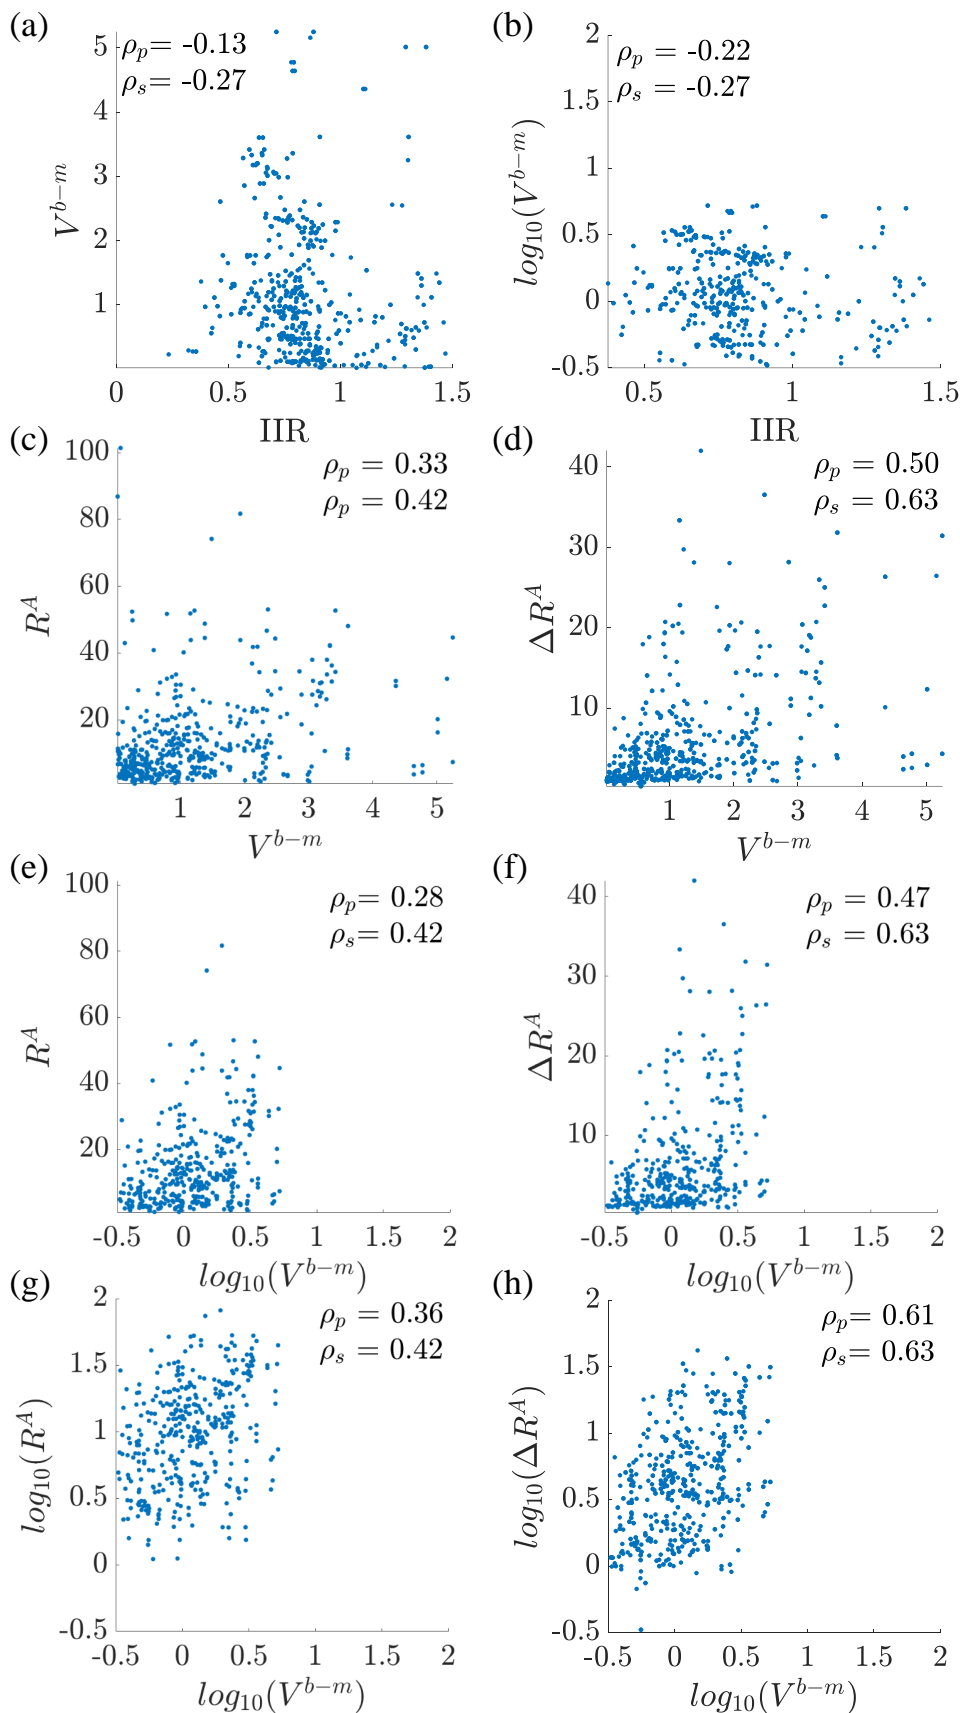 (a)
ρp= -0.13
ρs= -0.27
5
4
3
2
1
V^{b−m}
0
0.5
1
1.5
IIR
(b)
ρp = -0.22
ρs = -0.27
2
1.5
1
0.5
0
-0.5
log10(V^{b−m})
0.5
1
1.5
IIR
(c)
ρp = 0.33
ρp = 0.42
100
80
60
40
20
R^A
1
2
3
4
5
V^{b−m}
(d)
ρp = 0.50
ρs = 0.63
40
30
20
10
ΔR^A
1
2
3
4
5
V^{b−m}
(e)
ρp= 0.28
ρs= 0.42
100
80
60
40
20
R^A
-0.5
0
0.5
1
1.5
2
log10(V^{b−m})
(f)
ρp = 0.47
ρs = 0.63
40
30
20
10
ΔR^A
-0.5
0
0.5
1
1.5
2
log10(V^{b−m})
(g)
ρp = 0.36
ρs = 0.42
2
1.5
1
0.5
0
-0.5
log10(R^A)
-0.5
0
0.5
1
1.5
2
log10(V^{b−m})
(h)
ρp= 0.61
ρs= 0.63
2
1.5
1
0.5
0
-0.5
log10(ΔR^A)
-0.5
0
0.5
1
1.5
2
log10(V^{b−m})